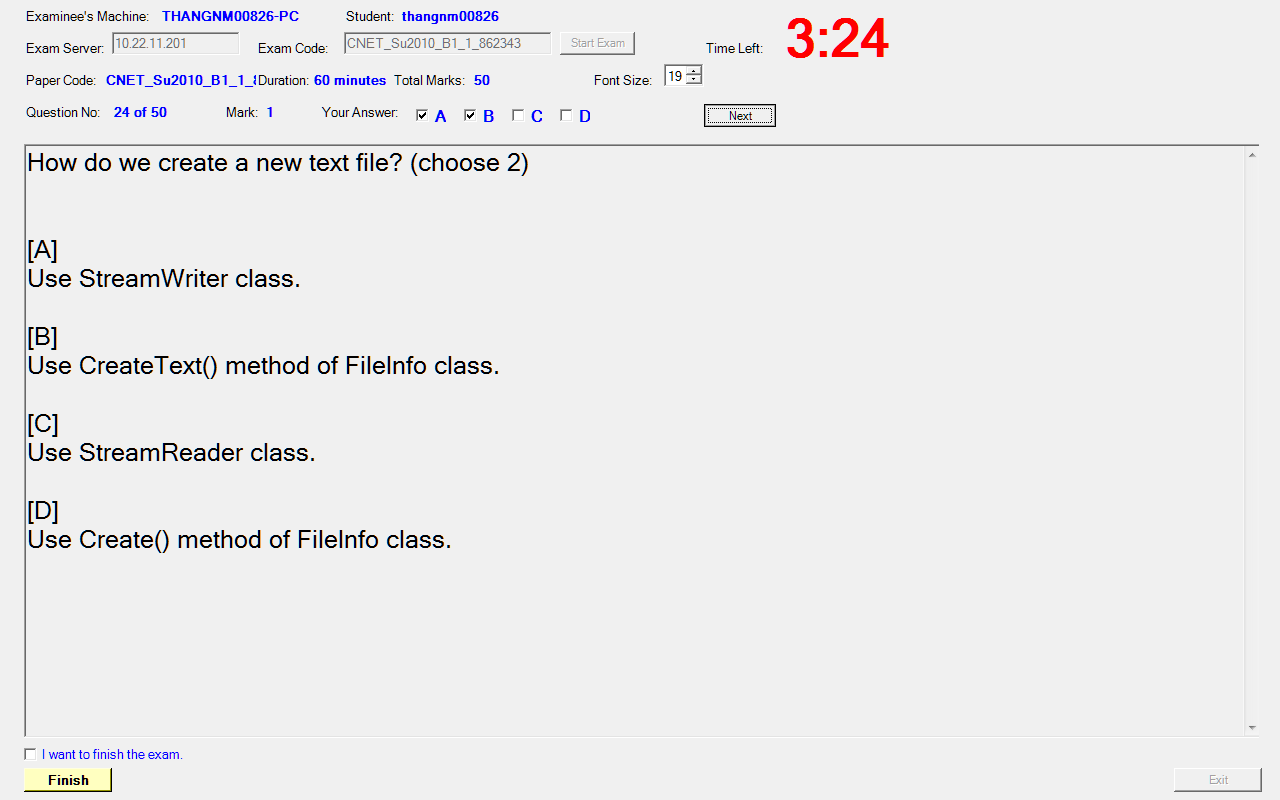 Examinee's Machine: THANGNM00826-PC Student: thangnm00826
Exam Server: 10.22.11.201 Exam Code: CNET_Su2010_B1_1_862343 Start Exam Time Left: 3:24
Paper Code: CNET_Su2010_B1_1_ Duration: 60 minutes Total Marks: 50 Font Size: 19
Question No: 24 of 50 Mark: 1 Your Answer: A B C D Next
How do we create a new text file? (choose 2)
[A]
Use StreamWriter class.
[B]
Use CreateText() method of FileInfo class.
[C]
Use StreamReader class.
[D]
Use Create() method of FileInfo class.
I want to finish the exam.
Finish Exit